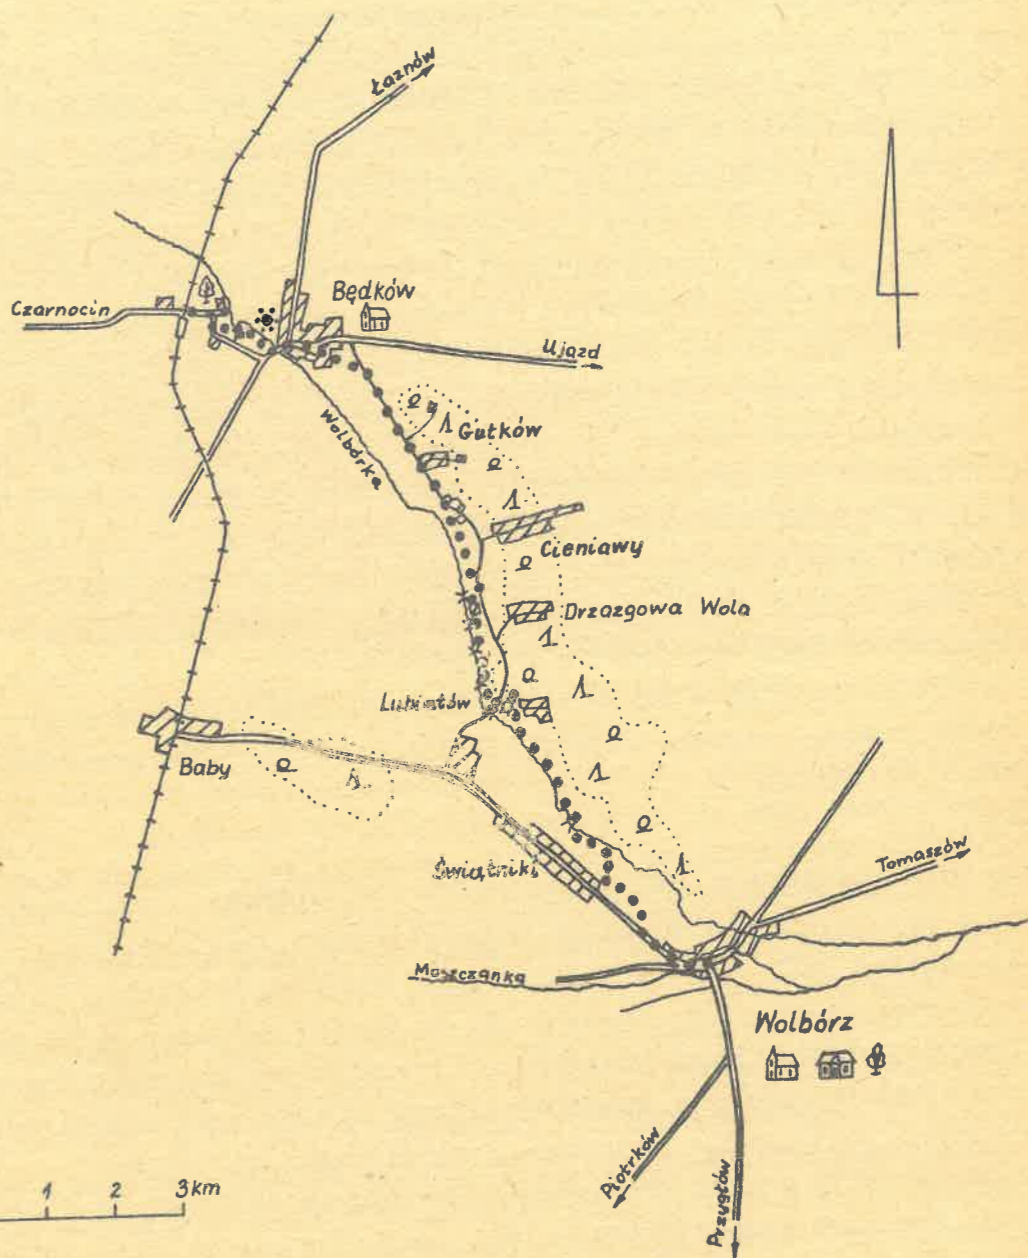 Łaznów
Czarnocin
Będków
Ujazd
Wolbórka
Gutków
Cieniawy
Drzazgowa Wola
Lubiatów
Baby
Świątniki
Tomaszów
Moszczanka
Wolbórz
Piotrków
Przygłów
1 2 3km